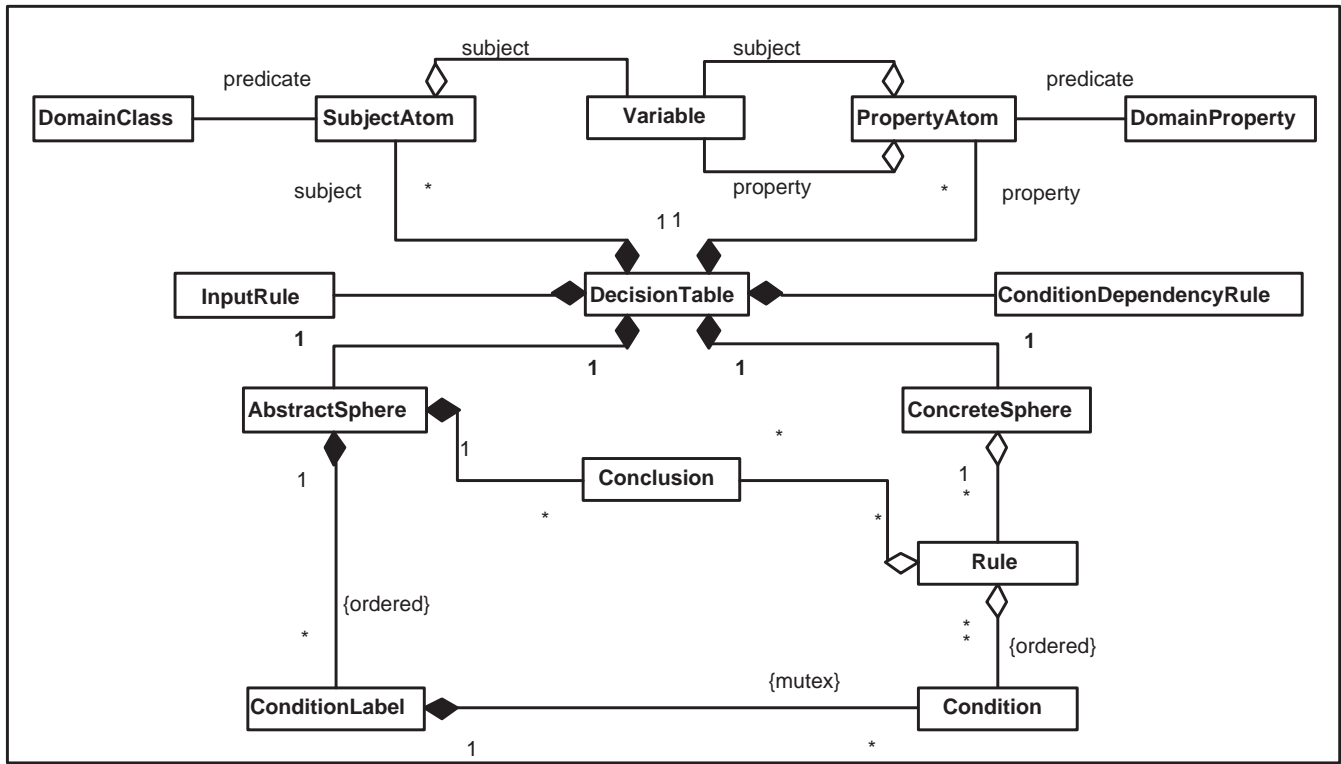 subject subject
predicate predicate
DomainClass SubjectAtom Variable PropertyAtom DomainProperty
subject * property * property
1 1
InputRule DecisionTable ConditionDependencyRule
1 1 1 1
AbstractSphere ConcreteSphere
1 1 * 1
Conclusion
* * *
Rule
{ordered} *
* * {ordered}
{mutex}
ConditionLabel Condition
1 *